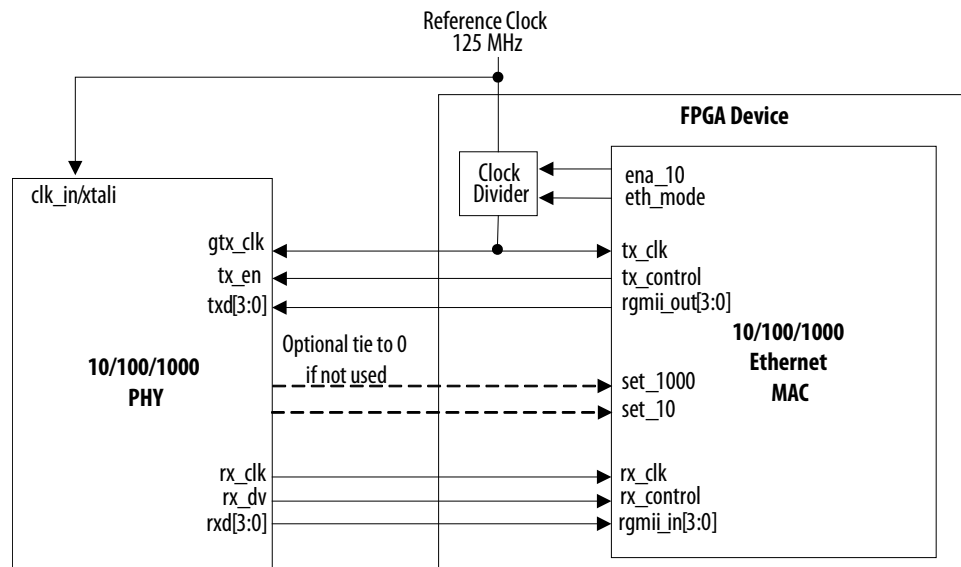 Reference Clock
125 MHz
FPGA Device
Clock
Divider
ena_10
eth_mode
clk_in/xtali
gtx_clk
tx_en
txd[3:0]
tx_clk
tx_control
rgmii_out[3:0]
Optional tie to 0
if not used
10/100/1000
PHY
10/100/1000
Ethernet
MAC
set_1000
set_10
rx_clk
rx_dv
rxd[3:0]
rx_clk
rx_control
rgmii_in[3:0]